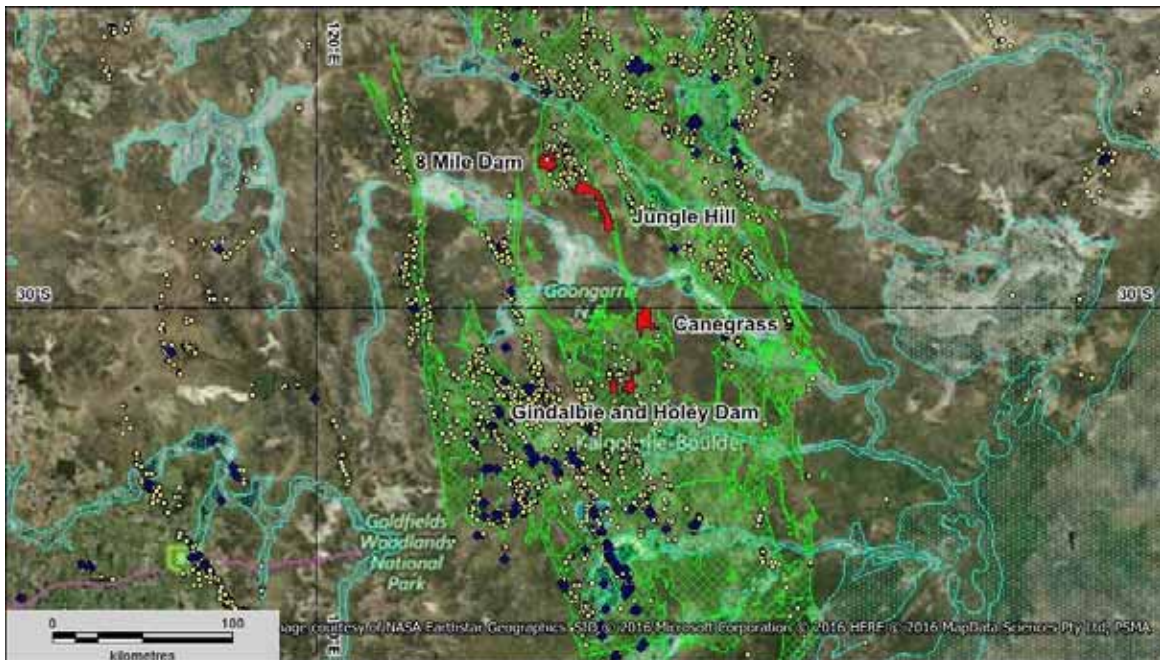 120°E
8 Mile Dam
Jungle Hill
30°S
30°S
Goongarrie
Canegrass
Gindalbie and Holey Dam
Kalgoorlie-Boulder
Goldfields
Woodlands
National
Park
0 100
kilometres
age courtesy of NASA Earthstar Geographics SIO © 2016 Microsoft Corporation © 2016 HERE © 2016 MapData Sciences Pty Ltd, PSMA